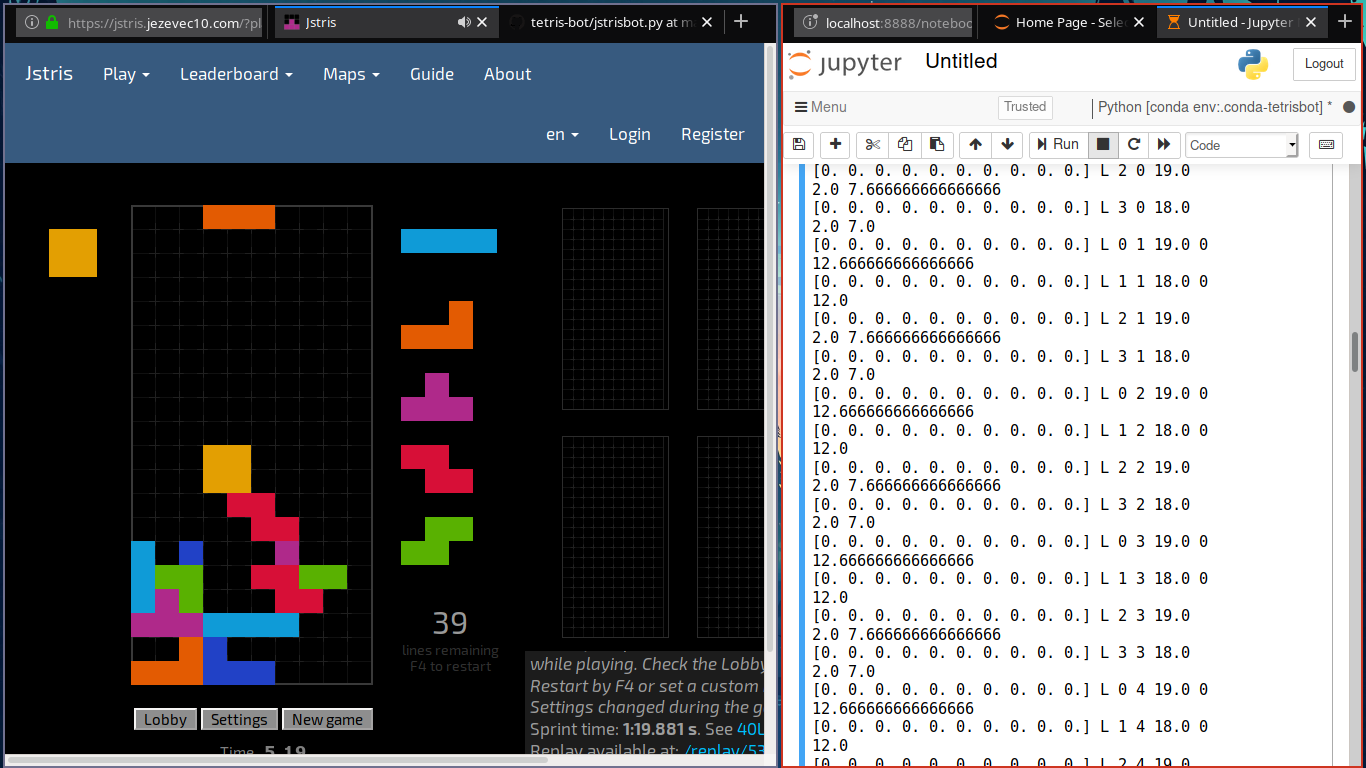 https://jstris.jezevec10.com/?pl
Jstris
tetris-bot/jstrisbot.py at ma
Jstris
Play
Leaderboard
Maps
Guide
About
en
Login
Register
39
lines remaining
F4 to restart
while playing. Check the Lobby
Restart by F4 or set a custom
Settings changed during the g
Sprint time: 1:19.881 s. See 40L
Replay available at: /replay/53
Lobby
Settings
New game
Time 5.19
localhost:8888/noteboo
Home Page - Selec
Untitled - Jupyter
jupyter
Untitled
Logout
Menu
Trusted
Python [conda env:.conda-tetrisbot] *
Run
Code
[0. 0. 0. 0. 0. 0. 0. 0. 0. 0.] L 2 0 19.0
2.0 7.666666666666666
[0. 0. 0. 0. 0. 0. 0. 0. 0. 0.] L 3 0 18.0
2.0 7.0
[0. 0. 0. 0. 0. 0. 0. 0. 0. 0.] L 0 1 19.0 0
12.666666666666666
[0. 0. 0. 0. 0. 0. 0. 0. 0. 0.] L 1 1 18.0 0
12.0
[0. 0. 0. 0. 0. 0. 0. 0. 0. 0.] L 2 1 19.0
2.0 7.666666666666666
[0. 0. 0. 0. 0. 0. 0. 0. 0. 0.] L 3 1 18.0
2.0 7.0
[0. 0. 0. 0. 0. 0. 0. 0. 0. 0.] L 0 2 19.0 0
12.666666666666666
[0. 0. 0. 0. 0. 0. 0. 0. 0. 0.] L 1 2 18.0 0
12.0
[0. 0. 0. 0. 0. 0. 0. 0. 0. 0.] L 2 2 19.0
2.0 7.666666666666666
[0. 0. 0. 0. 0. 0. 0. 0. 0. 0.] L 3 2 18.0
2.0 7.0
[0. 0. 0. 0. 0. 0. 0. 0. 0. 0.] L 0 3 19.0 0
12.666666666666666
[0. 0. 0. 0. 0. 0. 0. 0. 0. 0.] L 1 3 18.0 0
12.0
[0. 0. 0. 0. 0. 0. 0. 0. 0. 0.] L 2 3 19.0
2.0 7.666666666666666
[0. 0. 0. 0. 0. 0. 0. 0. 0. 0.] L 3 3 18.0
2.0 7.0
[0. 0. 0. 0. 0. 0. 0. 0. 0. 0.] L 0 4 19.0 0
12.666666666666666
[0. 0. 0. 0. 0. 0. 0. 0. 0. 0.] L 1 4 18.0 0
12.0
[0. 0. 0. 0. 0. 0. 0. 0. 0. 0.] L 2 4 19.0